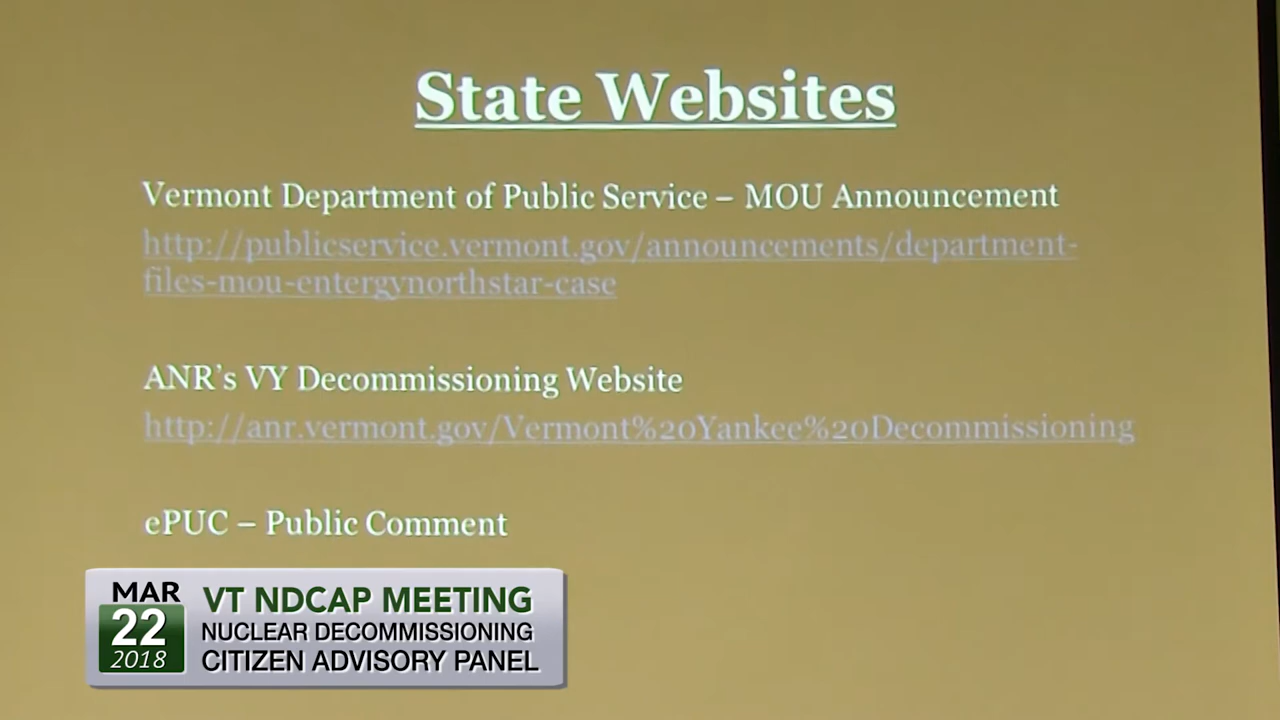 State Websites
Vermont Department of Public Service – MOU Announcement
http://publicservice.vermont.gov/announcements/department-
files-mou-entergynorthstar-case
ANR's VY Decommissioning Website
http://anr.vermont.gov/Vermont%20Yankee%20Decommissioning
ePUC – Public Comment
MAR
22
2018
VT NDCAP MEETING
NUCLEAR DECOMMISSIONING
CITIZEN ADVISORY PANEL